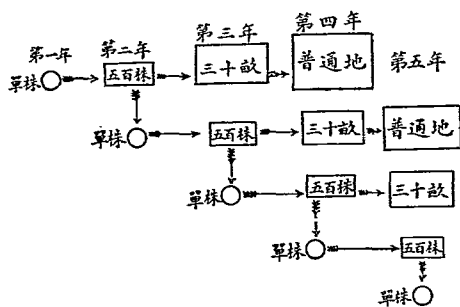 第一年 第二年 第三年 第四年 第五年
單株 五百株 三十畝 普通地
單株 五百株 三十畝 普通地
單株 五百株 三十畝
單株 五百株
單株